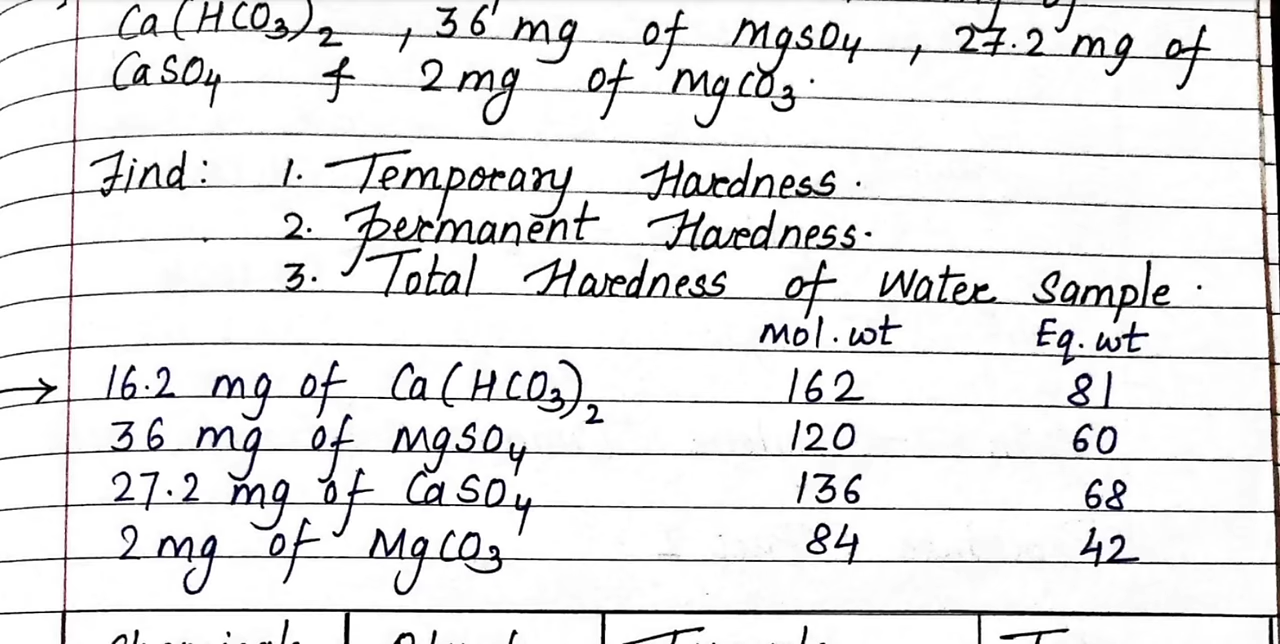 Ca(HCO₃)₂ , 36 mg of MgSO₄ , 27.2 mg of
CaSO₄ & 2 mg of MgCO₃.
Find: 1. Temporary Hardness.
2. Permanent Hardness.
3. Total Hardness of Water Sample.
mol.wt Eq.wt
→ 16.2 mg of Ca(HCO₃)₂ 162 81
36 mg of MgSO₄ 120 60
27.2 mg of CaSO₄ 136 68
2 mg of MgCO₃ 84 42